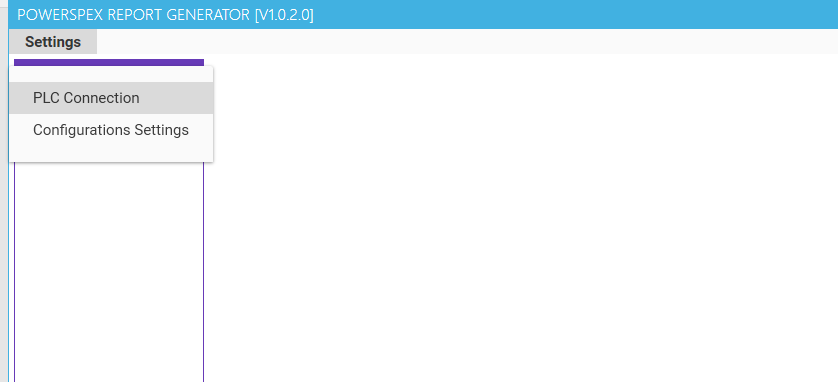 POWERSPEX REPORT GENERATOR [V1.0.2.0]
Settings
PLC Connection
Configurations Settings